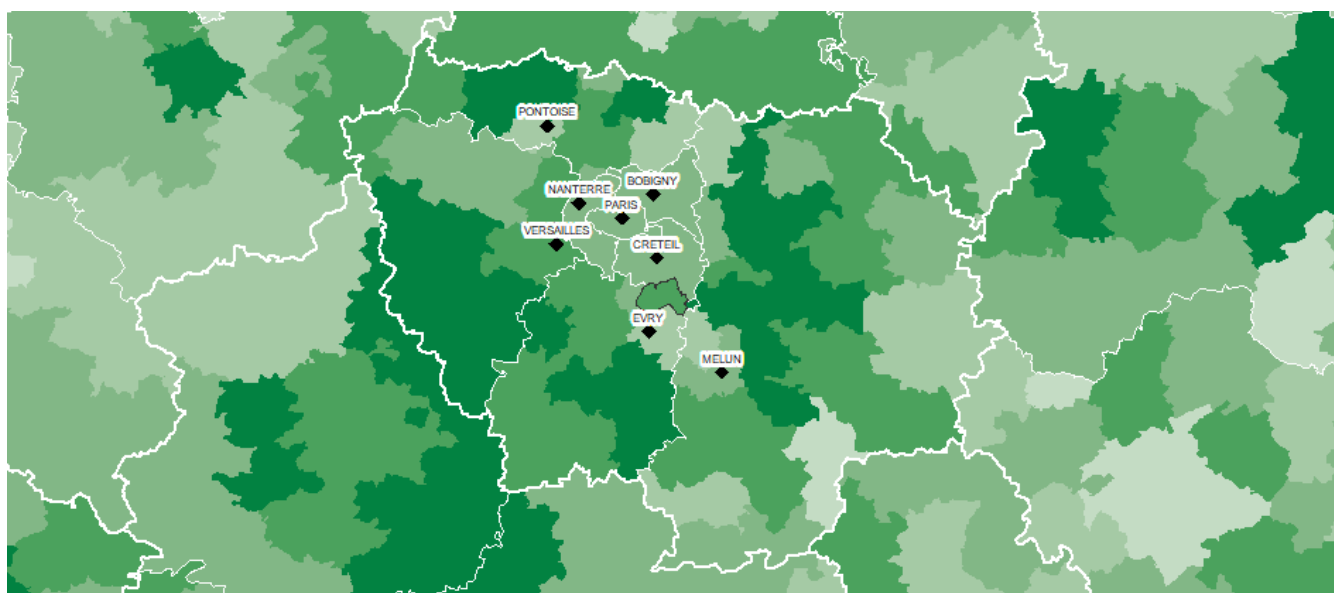 PONTOISE
BOBIGNY
NANTERRE
PARIS
VERSAILLES
CRETEIL
EVRY
MELUN